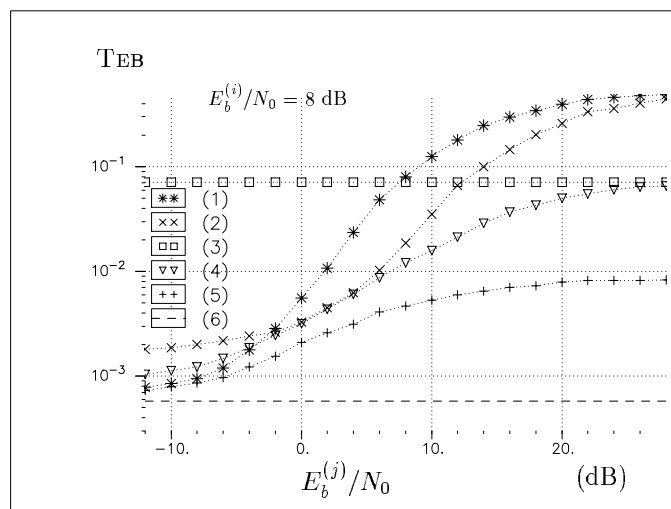 TEB
E_b^{(i)}/N_0 = 8 dB
10^{-1}
10^{-2}
10^{-3}
(1)
(2)
(3)
(4)
(5)
(6)
−10. 0. 10. 20.
E_b^{(j)}/N_0 (dB)